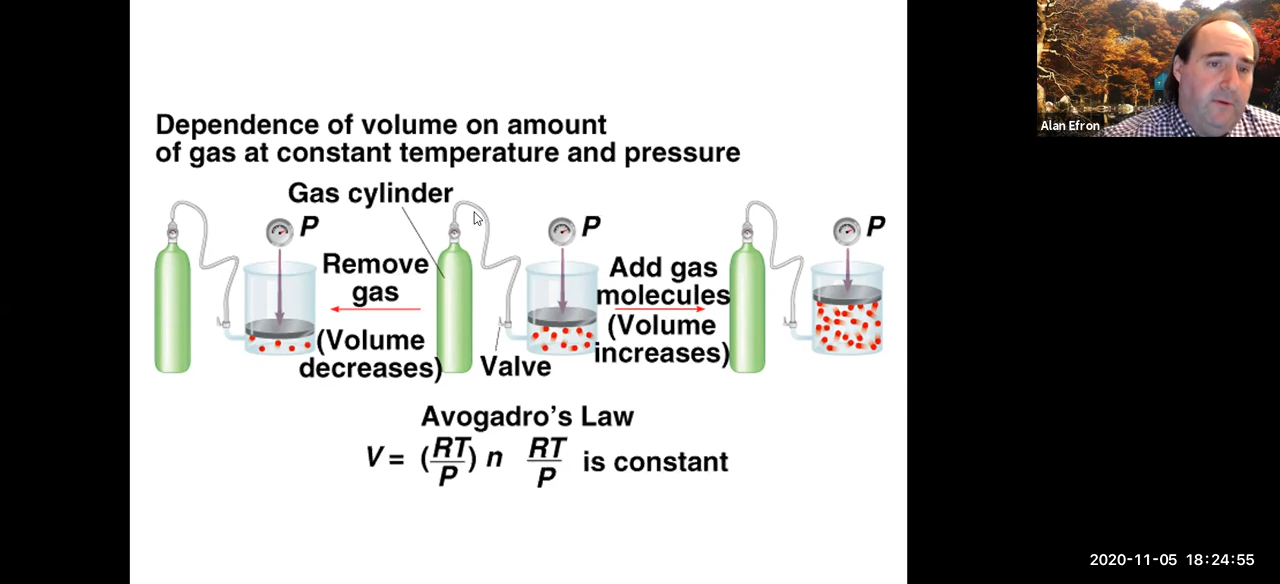 Dependence of volume on amount
of gas at constant temperature and pressure
Gas cylinder
P
P
P
Remove
gas
(Volume
decreases)
Valve
Add gas
molecules
(Volume
increases)
Avogadro's Law
V = (RT/P) n RT/P is constant
Alan Efron
2020-11-05 18:24:55